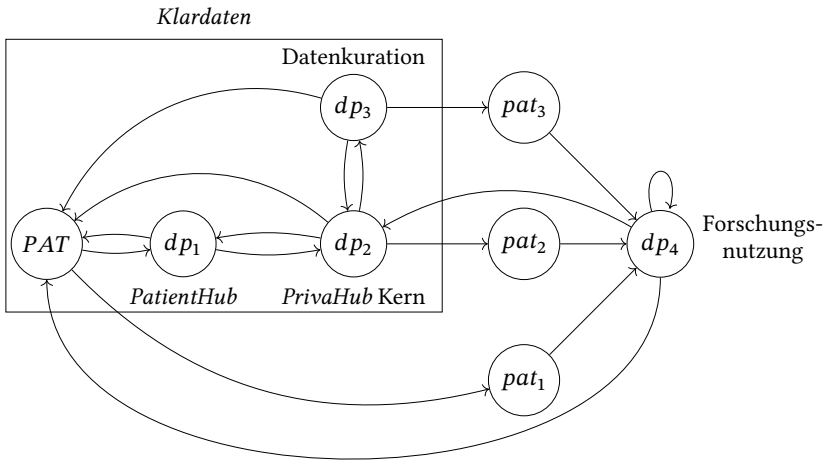 Klardaten
Datenkuration
dp₃
pat₃
PAT
dp₁
dp₂
pat₂
dp₄
Forschungs-
nutzung
PatientHub
PrivaHub Kern
pat₁